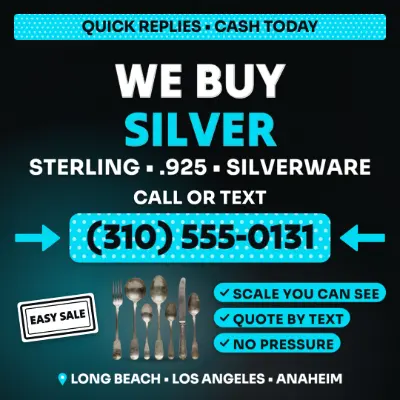 QUICK REPLIES • CASH TODAY
WE BUY
SILVER
STERLING ▪ .925 ▪ SILVERWARE
CALL OR TEXT
(310) 555-0131
EASY SALE
✓ SCALE YOU CAN SEE
✓ QUOTE BY TEXT
✓ NO PRESSURE
LONG BEACH ▪ LOS ANGELES ▪ ANAHEIM